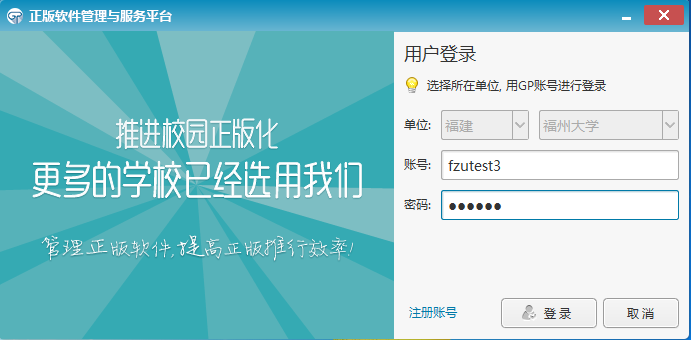 正版软件管理与服务平台
推进校园正版化
更多的学校已经选用我们
管理正版软件,提高正版推行效率!
用户登录
选择所在单位, 用GP账号进行登录
单位: 福建 福州大学
账号: fzutest3
密码: ●●●●●●
注册账号 登录 取消